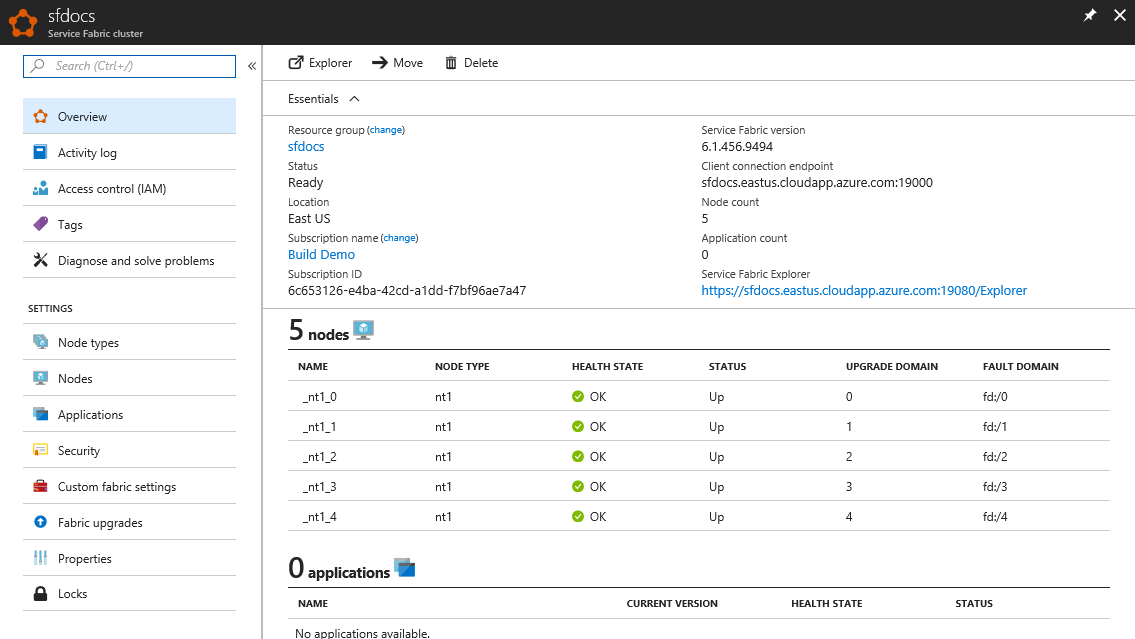 sfdocs
Service Fabric cluster
Search (Ctrl+/)
«
Overview
Activity log
Access control (IAM)
Tags
Diagnose and solve problems
SETTINGS
Node types
Nodes
Applications
Security
Custom fabric settings
Fabric upgrades
Properties
Locks
Explorer Move Delete
Essentials
Resource group (change)
sfdocs
Status
Ready
Location
East US
Subscription name (change)
Build Demo
Subscription ID
6c653126-e4ba-42cd-a1dd-f7bf96ae7a47
Service Fabric version
6.1.456.9494
Client connection endpoint
sfdocs.eastus.cloudapp.azure.com:19000
Node count
5
Application count
0
Service Fabric Explorer
https://sfdocs.eastus.cloudapp.azure.com:19080/Explorer
5 nodes
NAME NODE TYPE HEALTH STATE STATUS UPGRADE DOMAIN FAULT DOMAIN
_nt1_0 nt1 OK Up 0 fd:/0
_nt1_1 nt1 OK Up 1 fd:/1
_nt1_2 nt1 OK Up 2 fd:/2
_nt1_3 nt1 OK Up 3 fd:/3
_nt1_4 nt1 OK Up 4 fd:/4
0 applications
NAME CURRENT VERSION HEALTH STATE STATUS
No applications available.